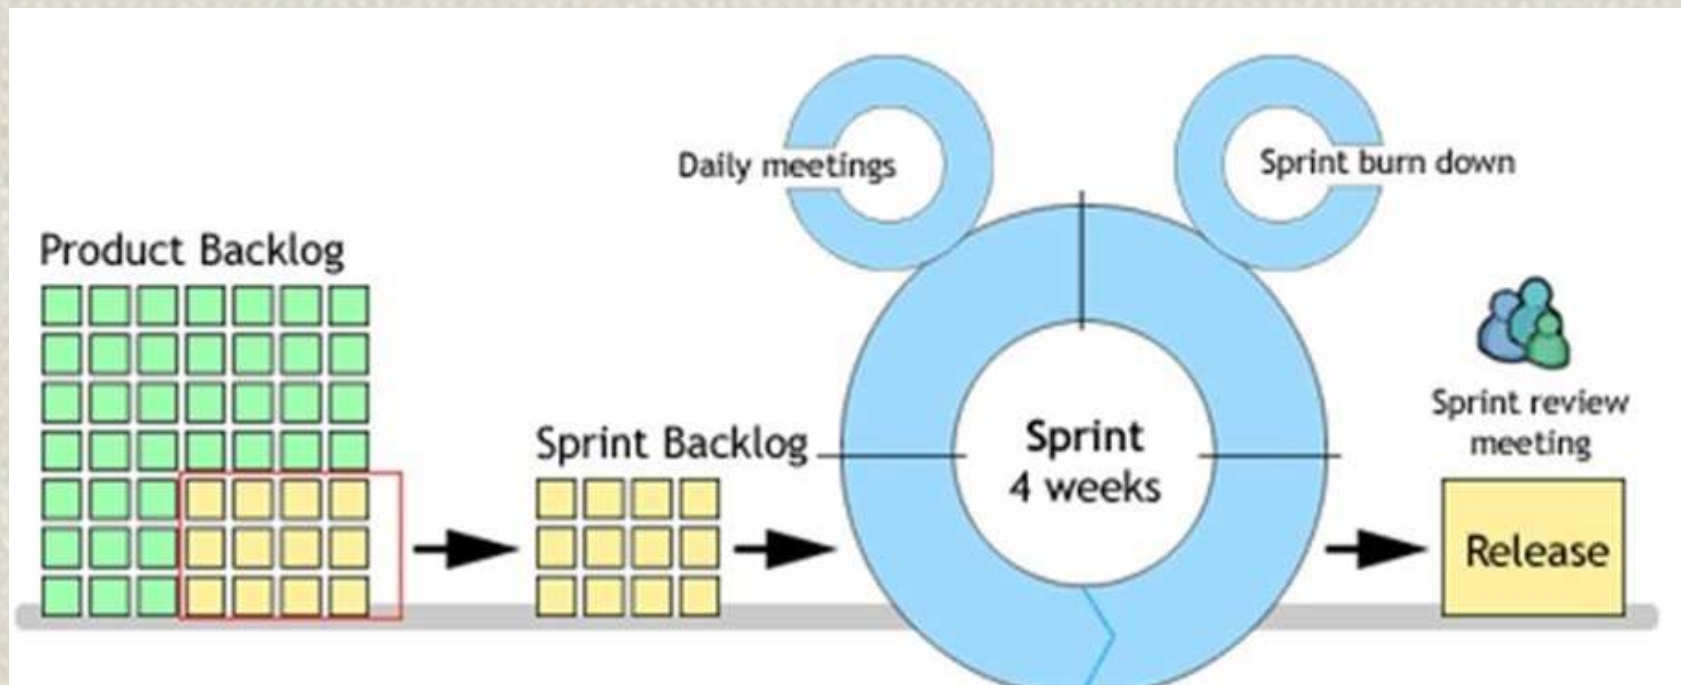 Daily meetings
Sprint burn down
Product Backlog
Sprint Backlog
Sprint
4 weeks
Sprint review
meeting
Release